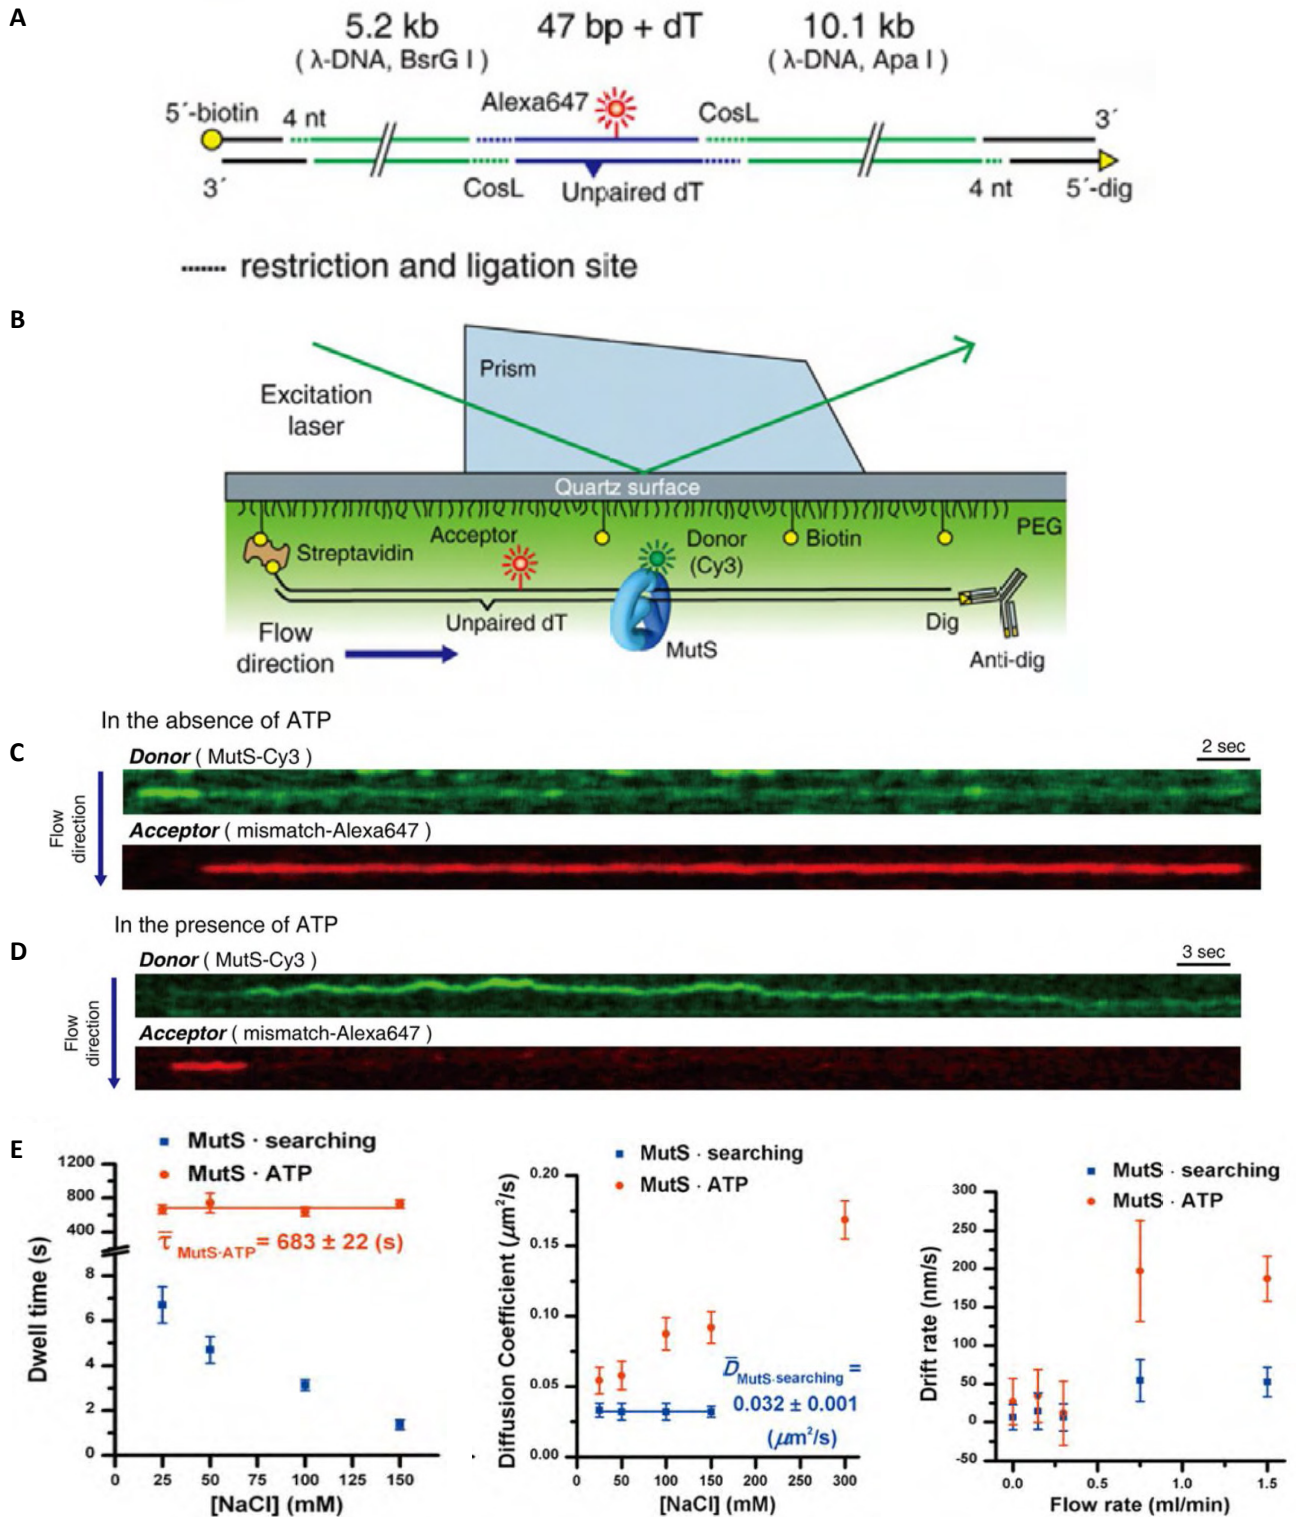 A
5.2 kb
47 bp + dT
10.1 kb
( λ-DNA, BsrG I )
( λ-DNA, Apa I )
Alexa647
CosL
5´-biotin
4 nt
3´
3´
CosL
Unpaired dT
4 nt
5´-dig
restriction and ligation site
B
Prism
Excitation
laser
Quartz surface
PEG
Acceptor
Donor
(Cy3)
Biotin
Streptavidin
Unpaired dT
Dig
Flow
direction
MutS
Anti-dig
In the absence of ATP
C
Donor ( MutS-Cy3 )
2 sec
Flow
direction
Acceptor ( mismatch-Alexa647 )
In the presence of ATP
D
Donor ( MutS-Cy3 )
3 sec
Flow
direction
Acceptor ( mismatch-Alexa647 )
E
MutS · searching
MutS · ATP
1200
800
400
τ̅ MutS·ATP = 683 ± 22 (s)
8
6
4
2
0
Dwell time (s)
0 25 50 75 100 125 150
[NaCl] (mM)
MutS · searching
MutS · ATP
0.20
0.15
0.10
0.05
0.00
Diffusion Coefficient (μm²/s)
D̅ MutS·searching =
0.032 ± 0.001
(μm²/s)
0 50 100 150 200 250 300
[NaCl] (mM)
MutS · searching
MutS · ATP
300
250
200
150
100
50
0
-50
Drift rate (nm/s)
0.0 0.5 1.0 1.5
Flow rate (ml/min)